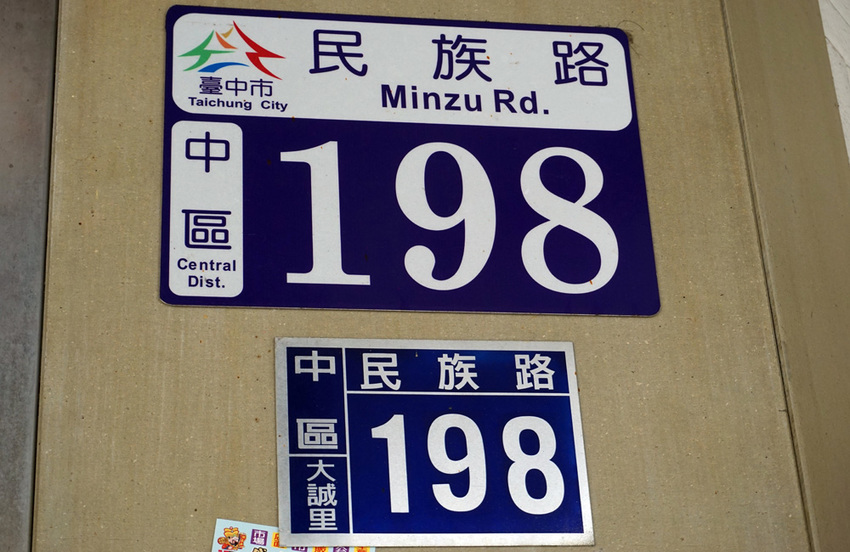 臺中市
Taichung City
民族路
Minzu Rd.
中區
Central
Dist.
198
中區
大誠里
民族路
198